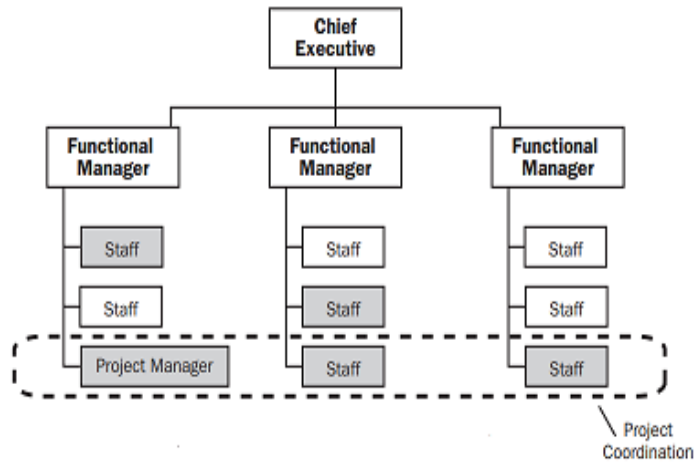 Chief
Executive
Functional
Manager
Functional
Manager
Functional
Manager
Staff
Staff
Staff
Staff
Staff
Staff
Project Manager
Staff
Staff
Project
Coordination